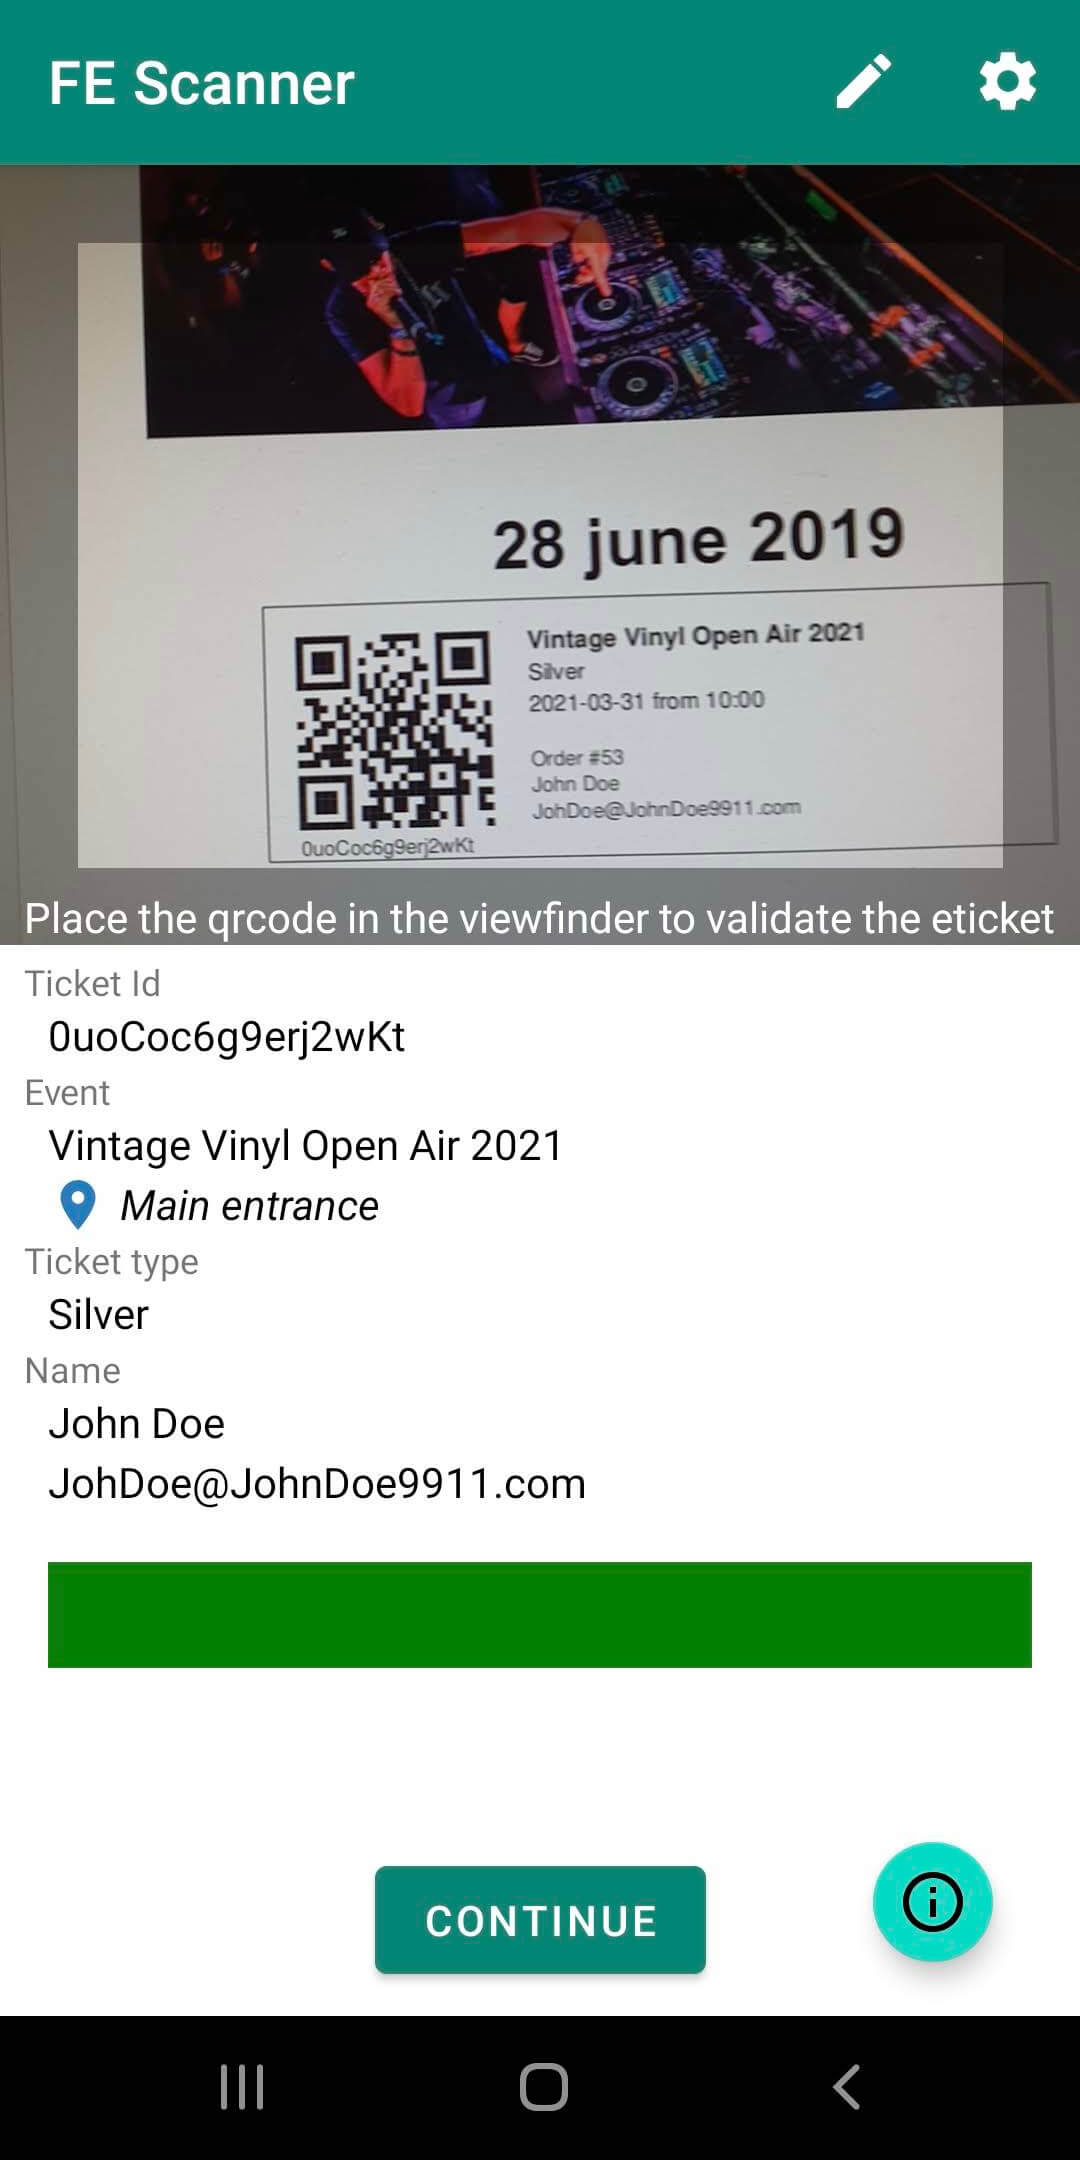 FE Scanner
28 june 2019
Vintage Vinyl Open Air 2021
Silver
2021-03-31 from 10:00
Order #53
John Doe
JohDoe@JohnDoe9911.com
0uoCoc6g9erj2wKt
Place the qrcode in the viewfinder to validate the eticket
Ticket Id
0uoCoc6g9erj2wKt
Event
Vintage Vinyl Open Air 2021
Main entrance
Ticket type
Silver
Name
John Doe
JohDoe@JohnDoe9911.com
CONTINUE